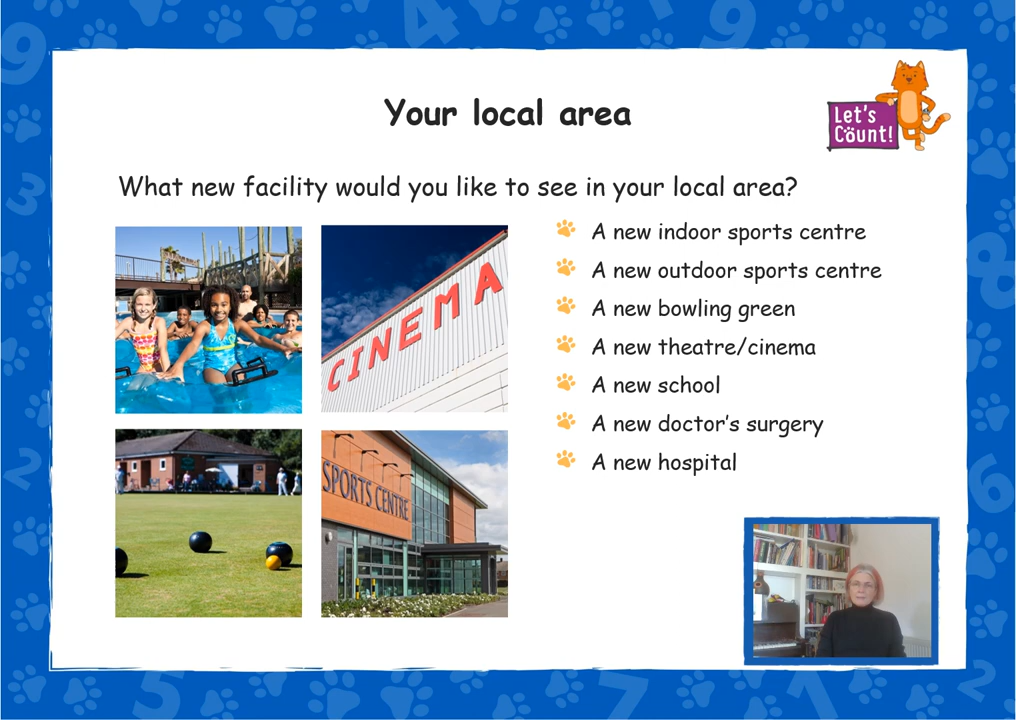 Your local area
Let's
Count!
What new facility would you like to see in your local area?
A new indoor sports centre
A new outdoor sports centre
A new bowling green
A new theatre/cinema
A new school
A new doctor's surgery
A new hospital
CINEMA
SPORTS CENTRE